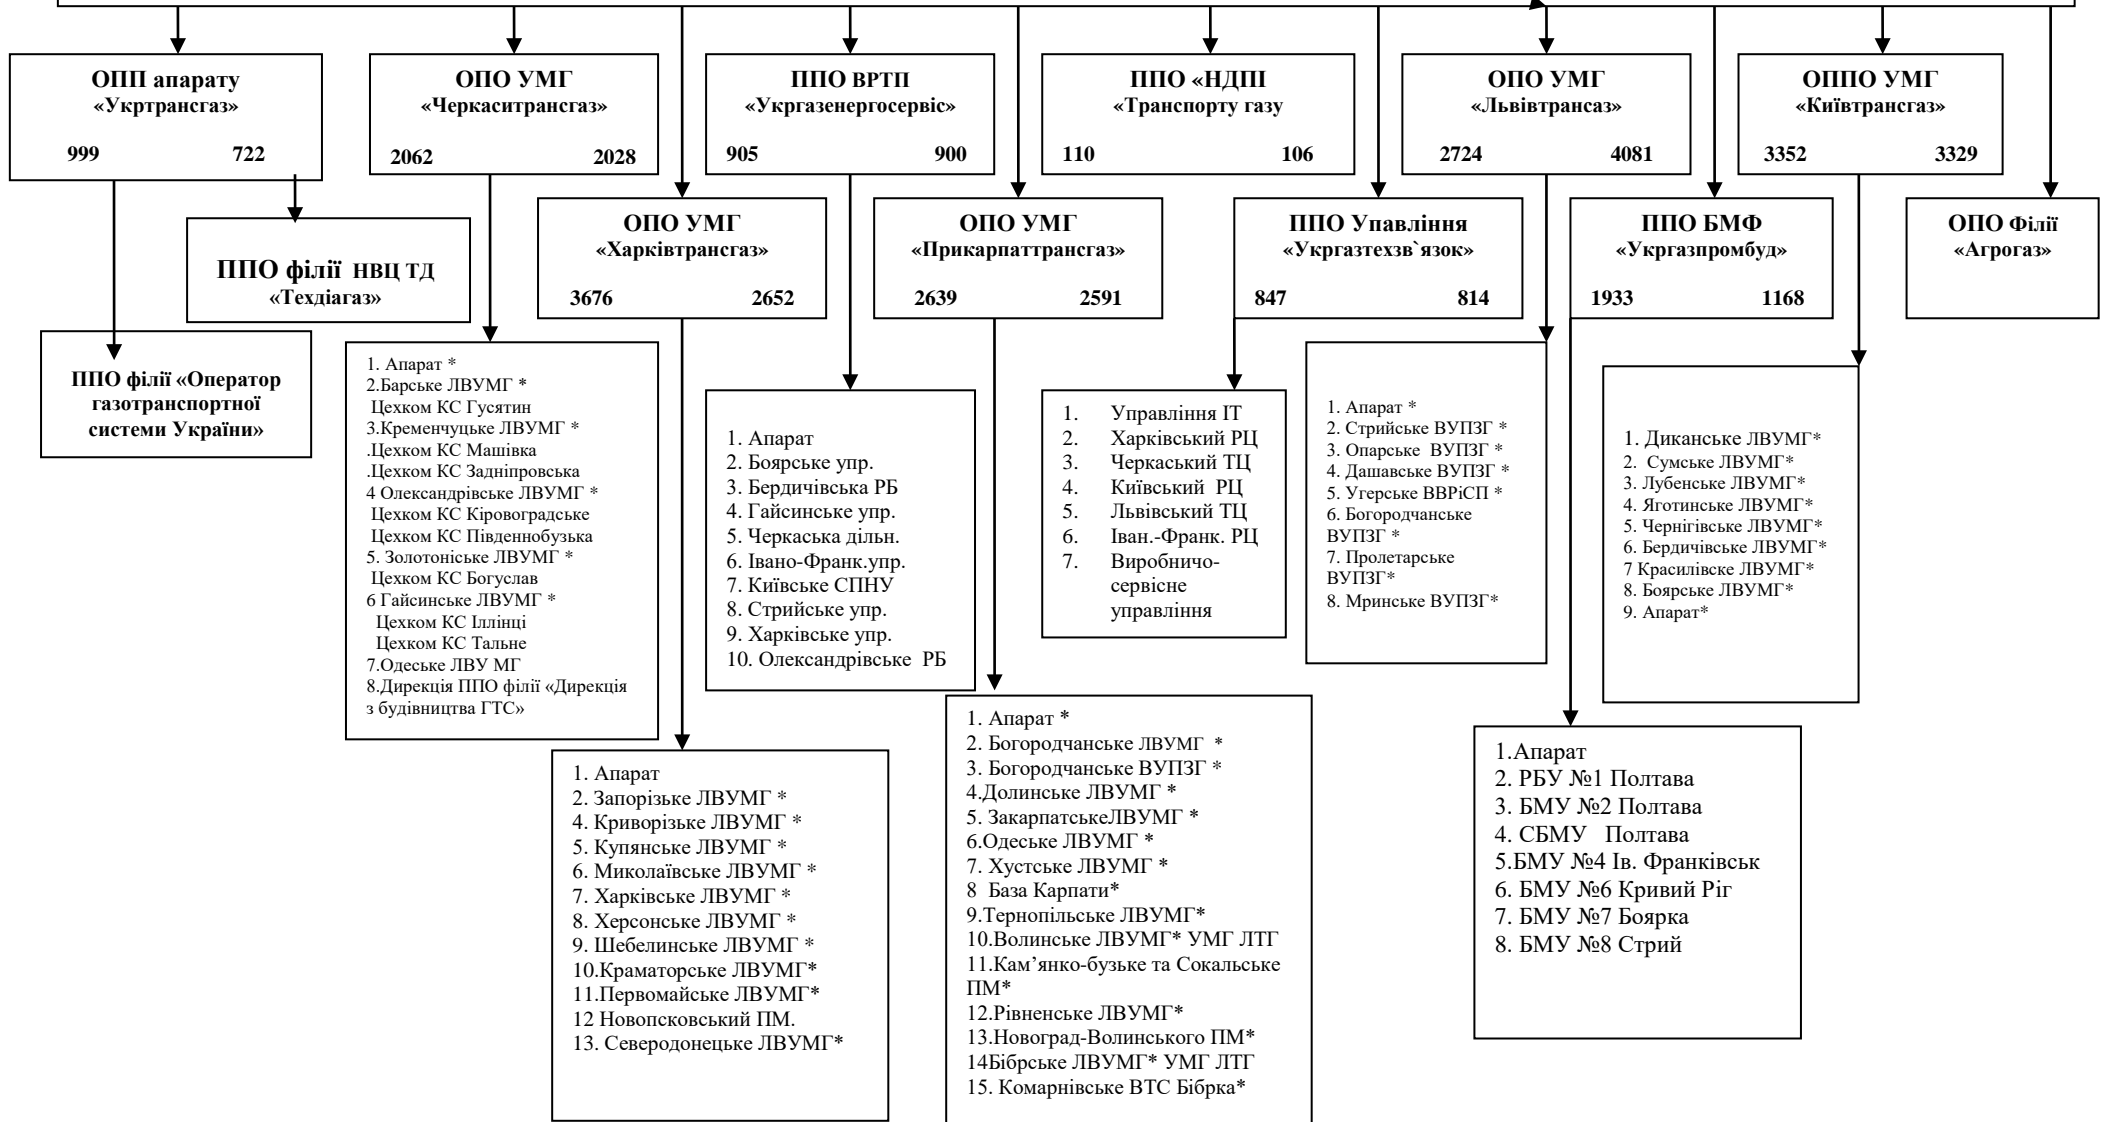 ОПП апарату
«Укртрансгаз»
999 722
ОПО УМГ
«Черкаситрансгаз»
2062 2028
ППО ВРТП
«Укргазенергосервіс»
905 900
ППО «НДПІ
«Транспорту газу
110 106
ОПО УМГ
«Львівтрансаз»
2724 4081
ОППО УМГ
«Київтрансгаз»
3352 3329
ППО філії НВЦ ТД
«Техдіагаз»
ОПО УМГ
«Харківтрансгаз»
3676 2652
ОПО УМГ
«Прикарпаттрансгаз»
2639 2591
ППО Упавління
«Укргазтехзв`язок»
847 814
ППО БМФ
«Укргазпромбуд»
1933 1168
ОПО Філії
«Агрогаз»
ППО філії «Оператор
газотранспортної
системи України»
1. Апарат *
2.Барське ЛВУМГ *
Цехком КС Гусятин
3.Кременчуцьке ЛВУМГ *
.Цехком КС Машівка
.Цехком КС Задніпровська
4 Олександрівське ЛВУМГ *
Цехком КС Кіровоградське
Цехком КС Південнобузька
5. Золотоніське ЛВУМГ *
Цехком КС Богуслав
6 Гайсинське ЛВУМГ *
Цехком КС Іллінці
Цехком КС Тальне
7.Одеське ЛВУ МГ
8.Дирекція ППО філії «Дирекція
з будівництва ГТС»
1. Апарат
2. Боярське упр.
3. Бердичівська РБ
4. Гайсинське упр.
5. Черкаська дільн.
6. Івано-Франк.упр.
7. Київське СПНУ
8. Стрийське упр.
9. Харківське упр.
10. Олександрівське РБ
1. Управління ІТ
2. Харківський РЦ
3. Черкаський ТЦ
4. Київський РЦ
5. Львівський ТЦ
6. Іван.-Франк. РЦ
7. Виробничо-
сервісне
управління
1. Апарат *
2. Стрийське ВУПЗГ *
3. Опарське ВУПЗГ *
4. Дашавське ВУПЗГ *
5. Угерське ВВРіСП *
6. Богородчанське
ВУПЗГ *
7. Пролетарське
ВУПЗГ*
8. Мринське ВУПЗГ*
1. Диканське ЛВУМГ*
2. Сумське ЛВУМГ*
3. Лубенське ЛВУМГ*
4. Яготинське ЛВУМГ*
5. Чернігівське ЛВУМГ*
6. Бердичівське ЛВУМГ*
7 Красилівске ЛВУМГ*
8. Боярське ЛВУМГ*
9. Апарат*
1. Апарат
2. Запорізьке ЛВУМГ *
4. Криворізьке ЛВУМГ *
5. Купянське ЛВУМГ *
6. Миколаївське ЛВУМГ *
7. Харківське ЛВУМГ *
8. Херсонське ЛВУМГ *
9. Шебелинське ЛВУМГ *
10.Краматорське ЛВУМГ*
11.Первомайське ЛВУМГ*
12 Новопсковський ПМ.
13. Северодонецьке ЛВУМГ*
1. Апарат *
2. Богородчанське ЛВУМГ *
3. Богородчанське ВУПЗГ *
4.Долинське ЛВУМГ *
5. ЗакарпатськеЛВУМГ *
6.Одеське ЛВУМГ *
7. Хустське ЛВУМГ *
8 База Карпати*
9.Тернопільське ЛВУМГ*
10.Волинське ЛВУМГ* УМГ ЛТГ
11.Кам’янко-бузьке та Сокальське
ПМ*
12.Рівненське ЛВУМГ*
13.Новоград-Волинського ПМ*
14Бібрське ЛВУМГ* УМГ ЛТГ
15. Комарнівське ВТС Бібрка*
1.Апарат
2. РБУ №1 Полтава
3. БМУ №2 Полтава
4. СБМУ Полтава
5.БМУ №4 Ів. Франківськ
6. БМУ №6 Кривий Ріг
7. БМУ №7 Боярка
8. БМУ №8 Стрий